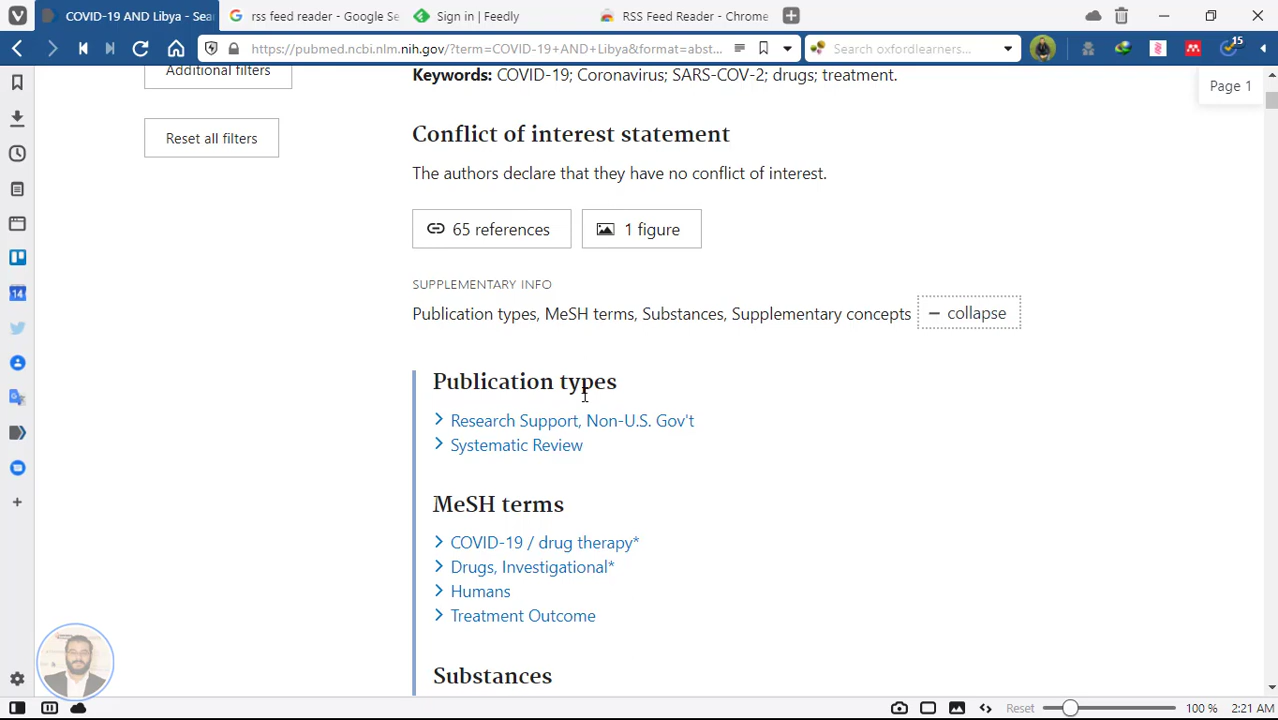 COVID-19 AND Libya - Sea
rss feed reader - Google Se
Sign in | Feedly
RSS Feed Reader - Chrome
https://pubmed.ncbi.nlm.nih.gov/?term=COVID-19+AND+Libya&format=abst...
Search oxfordlearners.
15
Additional filters
Reset all filters
Page 1
Keywords: COVID-19; Coronavirus; SARS-COV-2; drugs; treatment.
Conflict of interest statement
The authors declare that they have no conflict of interest.
65 references
1 figure
SUPPLEMENTARY INFO
Publication types, MeSH terms, Substances, Supplementary concepts
collapse
Publication types
Research Support, Non-U.S. Gov't
Systematic Review
MeSH terms
COVID-19 / drug therapy*
Drugs, Investigational*
Humans
Treatment Outcome
Substances
14
Reset
100 %
2:21 AM